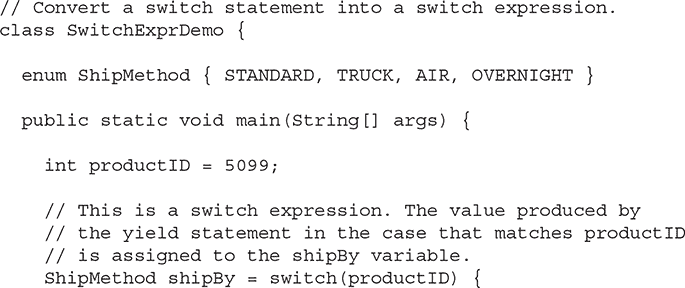 // Convert a switch statement into a switch expression.
class SwitchExprDemo {
enum ShipMethod { STANDARD, TRUCK, AIR, OVERNIGHT }
public static void main(String[] args) {
int productID = 5099;
// This is a switch expression. The value produced by
// the yield statement in the case that matches productID
// is assigned to the shipBy variable.
ShipMethod shipBy = switch(productID) {